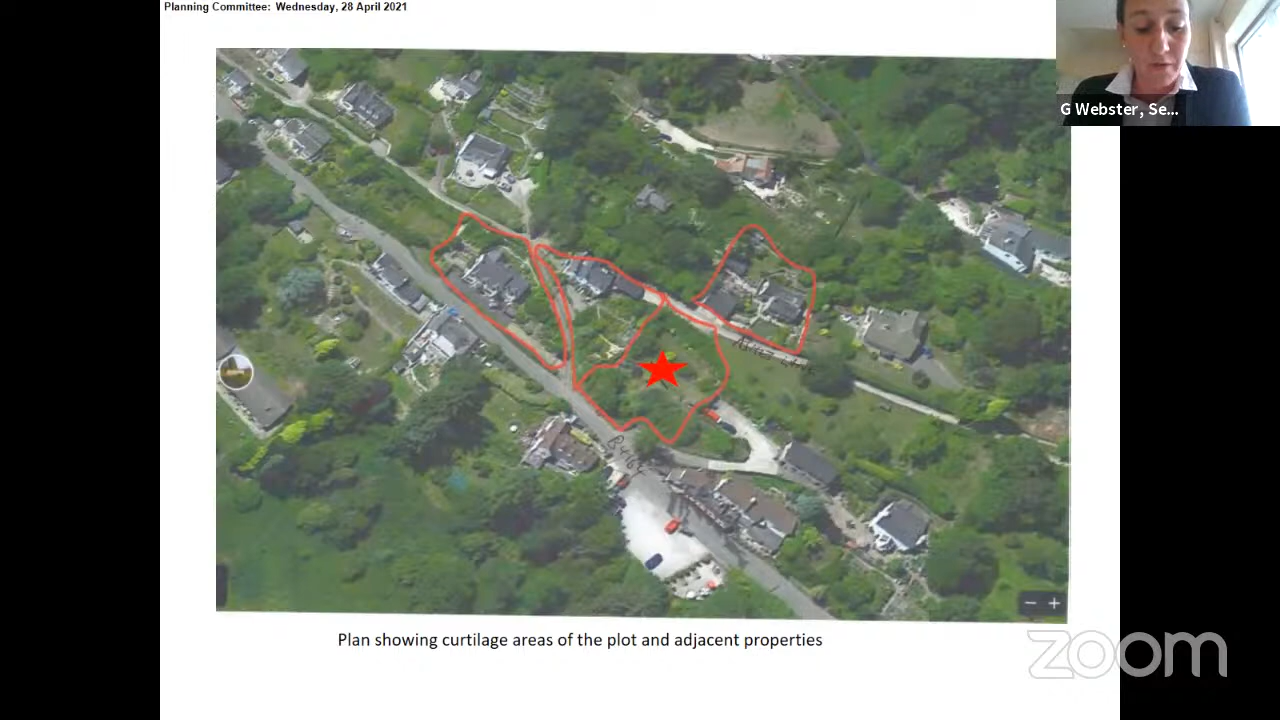 Planning Committee: Wednesday, 28 April 2021
G Webster, Se...
Plan showing curtilage areas of the plot and adjacent properties
zoom